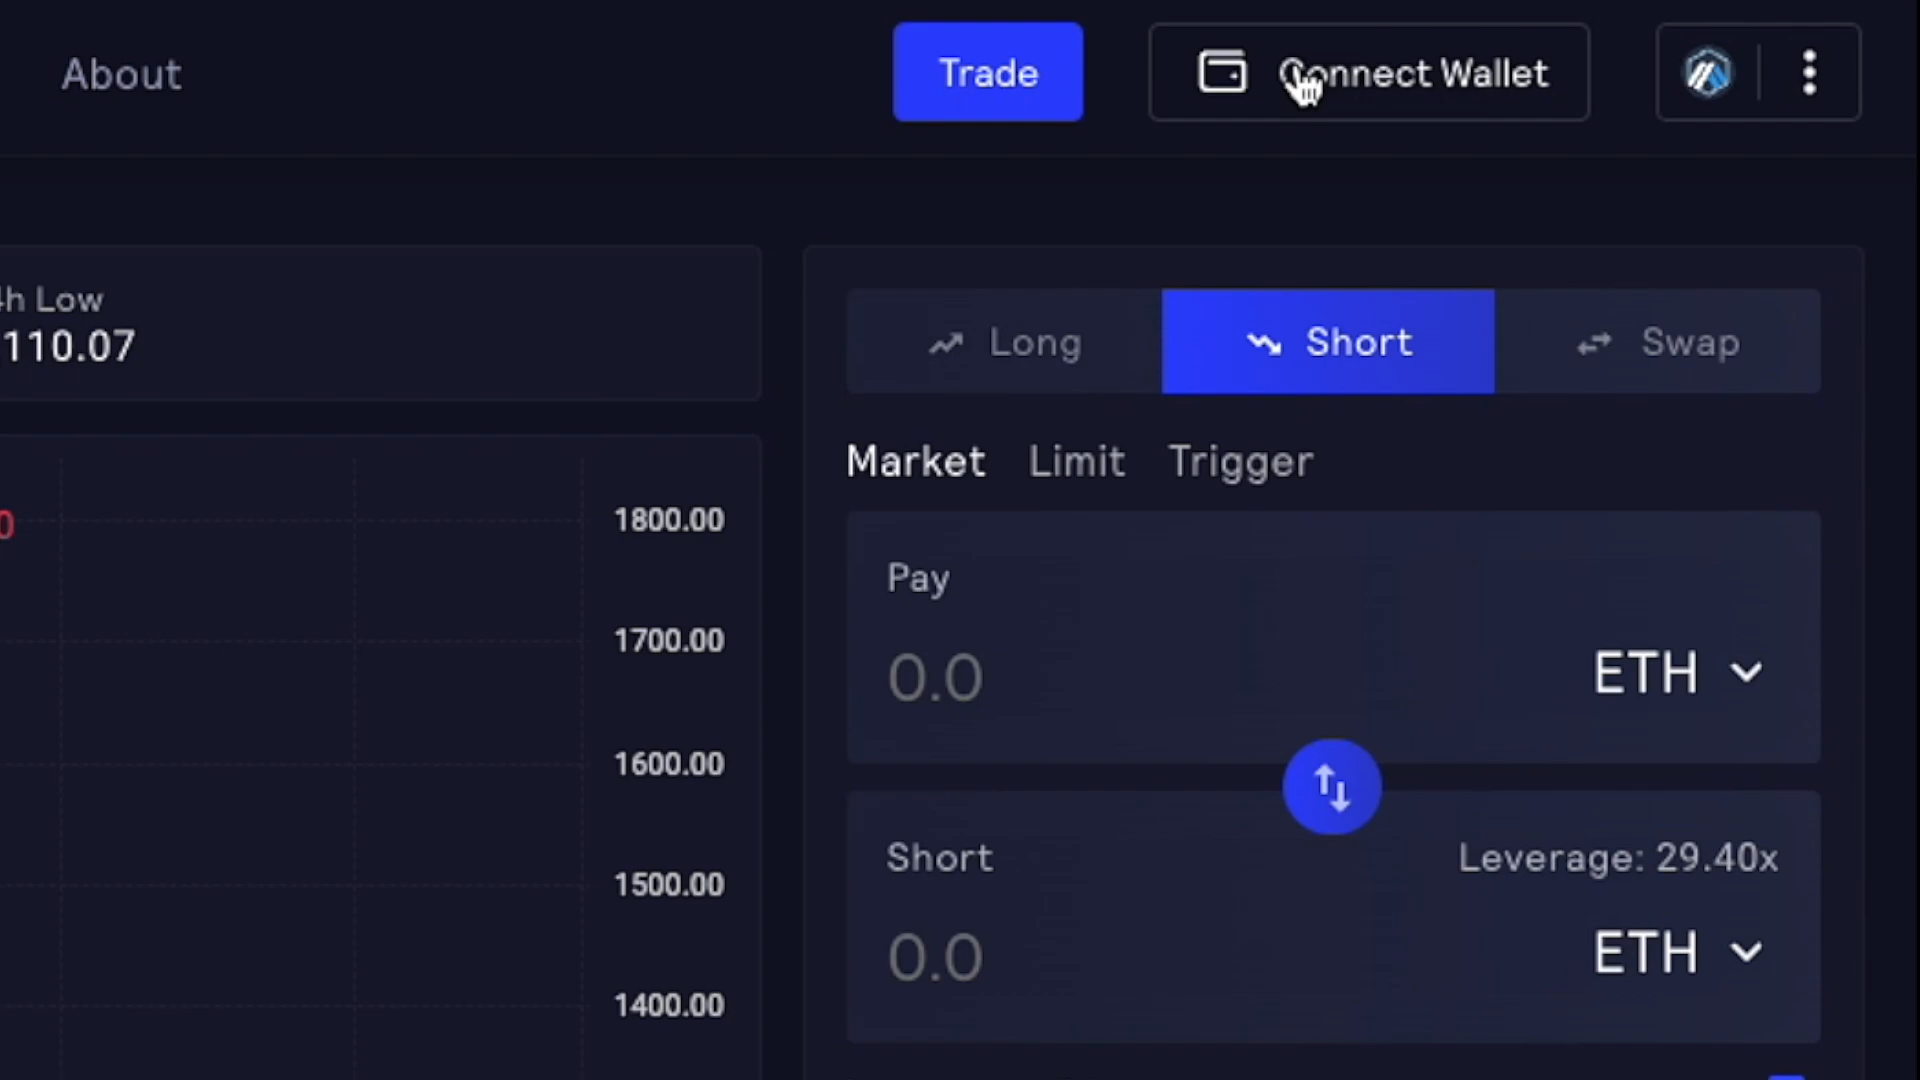 About
Trade
Connect Wallet
h Low
110.07
Long
Short
Swap
Market
Limit
Trigger
0
1800.00
1700.00
1600.00
1500.00
1400.00
Pay
0.0
ETH
Short
Leverage: 29.40x
0.0
ETH